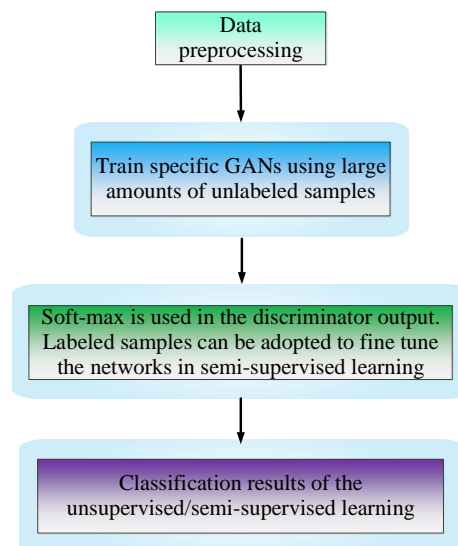 Data
preprocessing
Train specific GANs using large
amounts of unlabeled samples
Soft-max is used in the discriminator output.
Labeled samples can be adopted to fine tune
the networks in semi-supervised learning
Classification results of the
unsupervised/semi-supervised learning